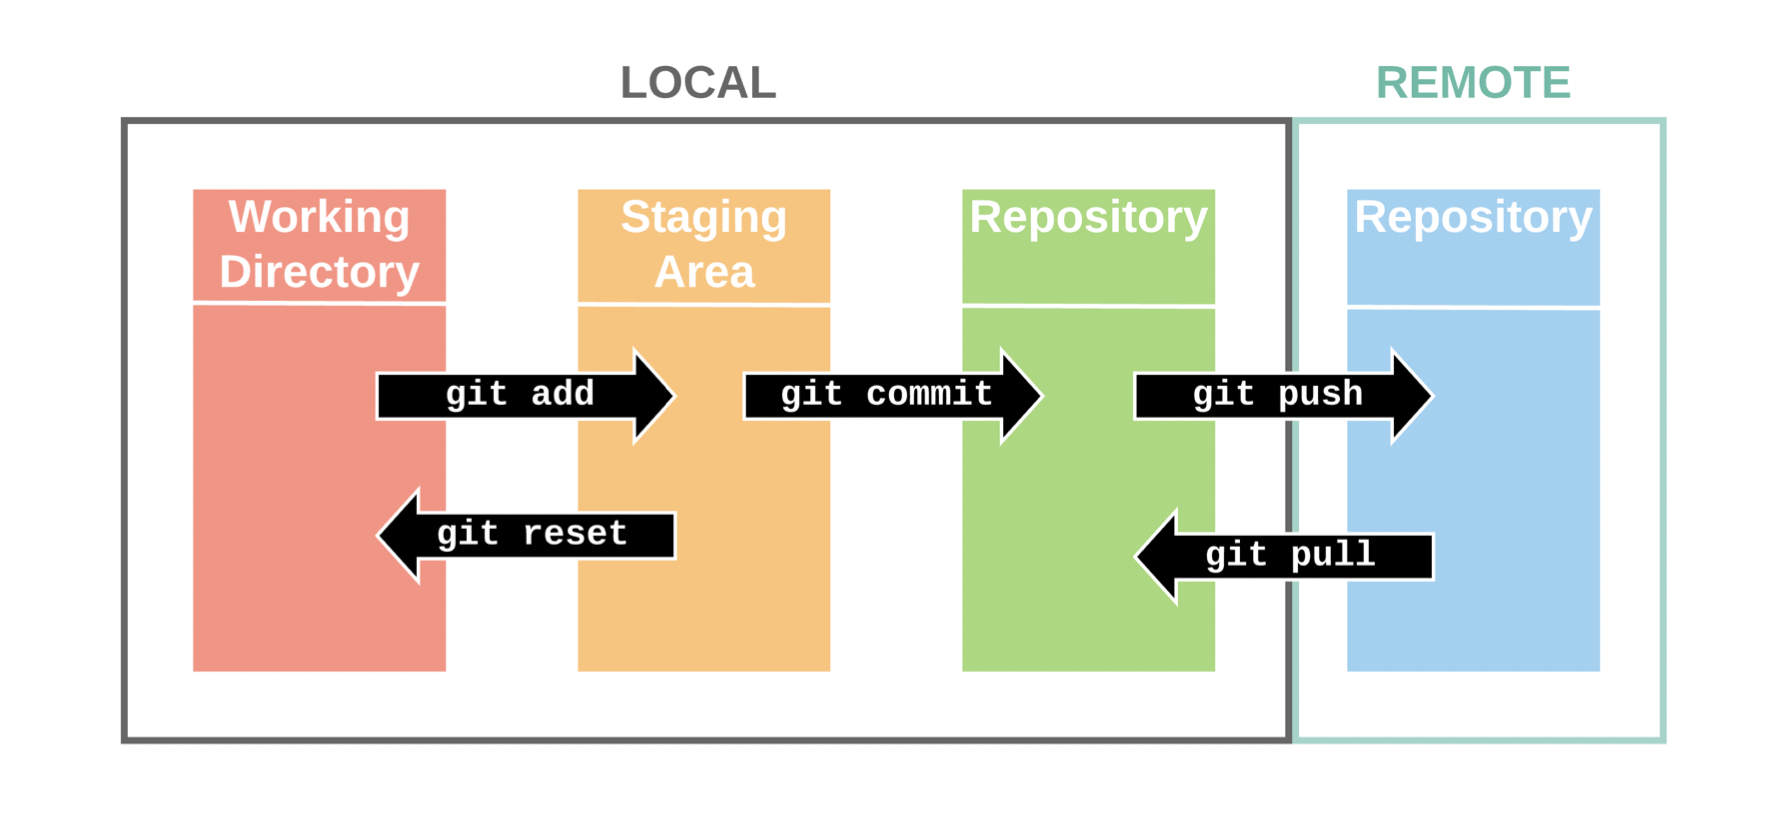 LOCAL
REMOTE
Working
Directory
Staging
Area
Repository
Repository
git add
git commit
git push
git reset
git pull